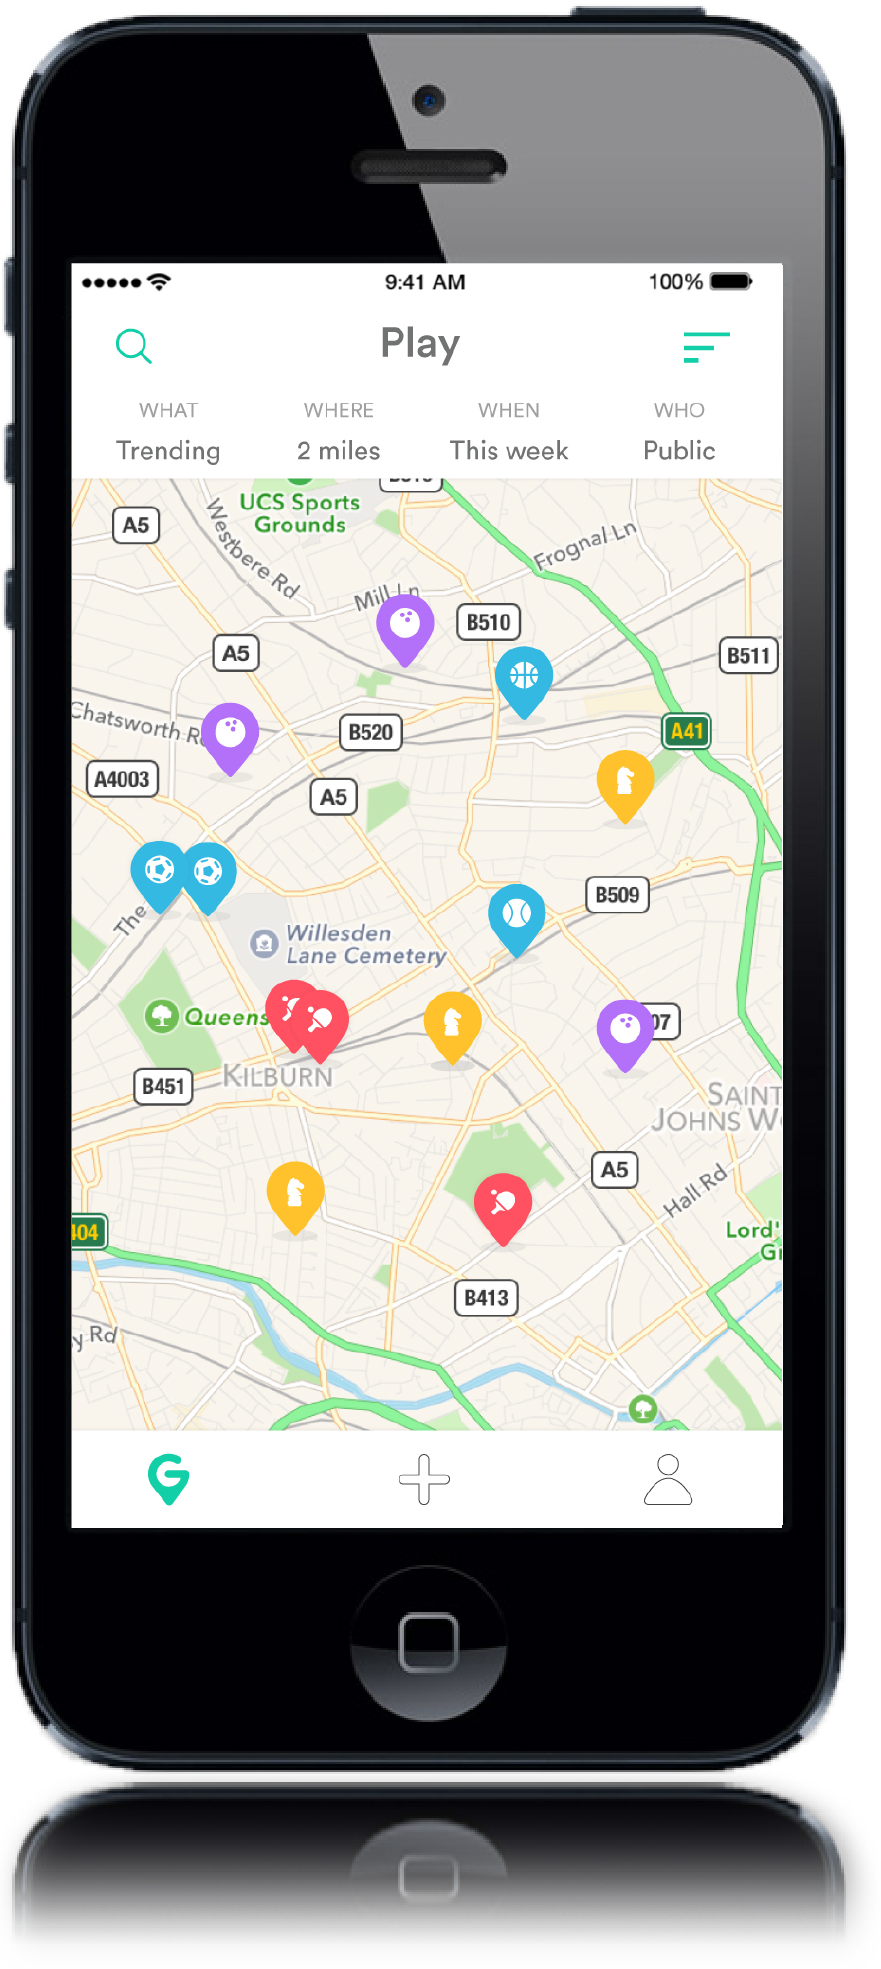 9:41 AM
100%
Play
WHAT
WHERE
WHEN
WHO
Trending
2 miles
This week
Public
UCS Sports
Grounds
A5
Westbere Rd
Frognal Ln
Mill Ln
B510
A5
B511
Chatsworth
B520
A41
A4003
A5
B509
The
Willesden
Lane Cemetery
Queens
07
KILBURN
B451
SAINT
JOHNS W
A5
Hall Rd
404
Lord'
Gr
B413
y Rd
G